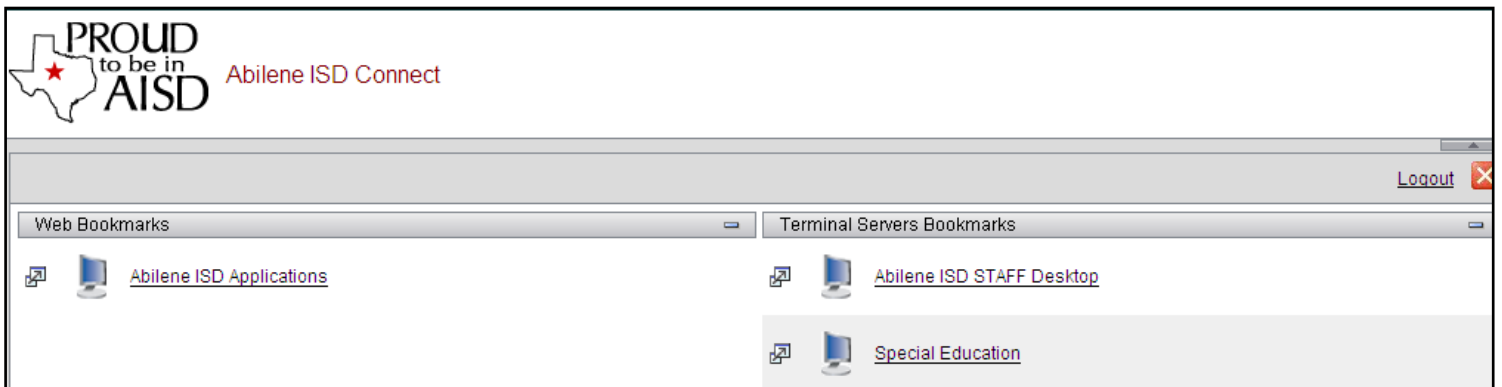 PROUD
to be in
AISD
Abilene ISD Connect
Logout
Web Bookmarks
Terminal Servers Bookmarks
Abilene ISD Applications
Abilene ISD STAFF Desktop
Special Education